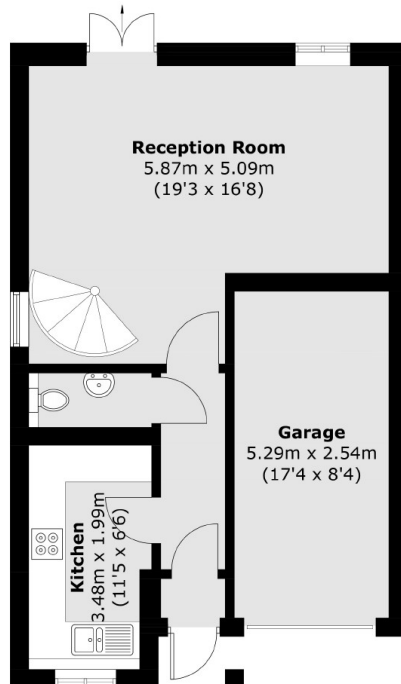 Reception Room
5.87m x 5.09m
(19'3 x 16'8)
Garage
5.29m x 2.54m
(17'4 x 8'4)
Kitchen
3.48m x 1.99m
(11'5 x 6'6)